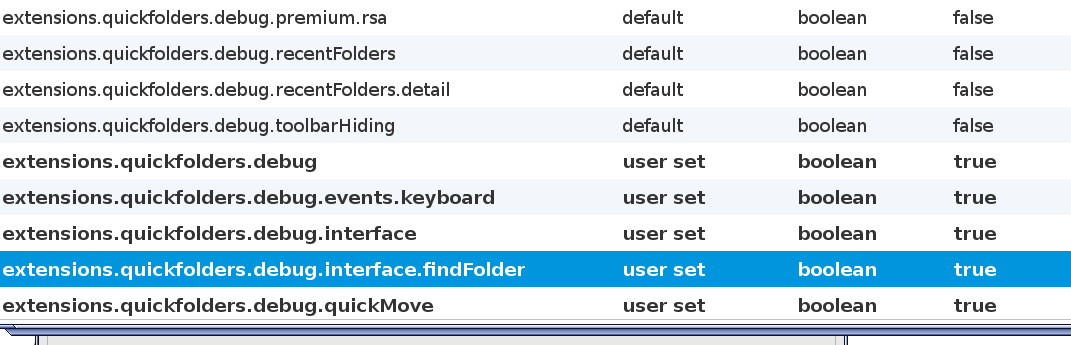 extensions.quickfolders.debug.premium.rsa default boolean false
extensions.quickfolders.debug.recentFolders default boolean false
extensions.quickfolders.debug.recentFolders.detail default boolean false
extensions.quickfolders.debug.toolbarHiding default boolean false
extensions.quickfolders.debug user set boolean true
extensions.quickfolders.debug.events.keyboard user set boolean true
extensions.quickfolders.debug.interface user set boolean true
extensions.quickfolders.debug.interface.findFolder user set boolean true
extensions.quickfolders.debug.quickMove user set boolean true